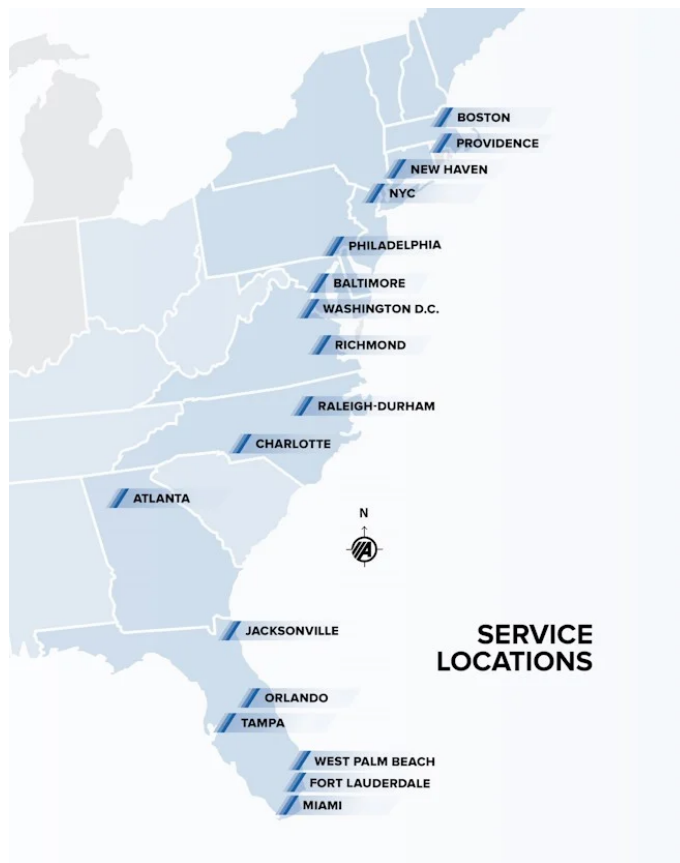 BOSTON
PROVIDENCE
NEW HAVEN
NYC
PHILADELPHIA
BALTIMORE
WASHINGTON D.C.
RICHMOND
RALEIGH-DURHAM
CHARLOTTE
ATLANTA
N
A
JACKSONVILLE
SERVICE
LOCATIONS
ORLANDO
TAMPA
WEST PALM BEACH
FORT LAUDERDALE
MIAMI